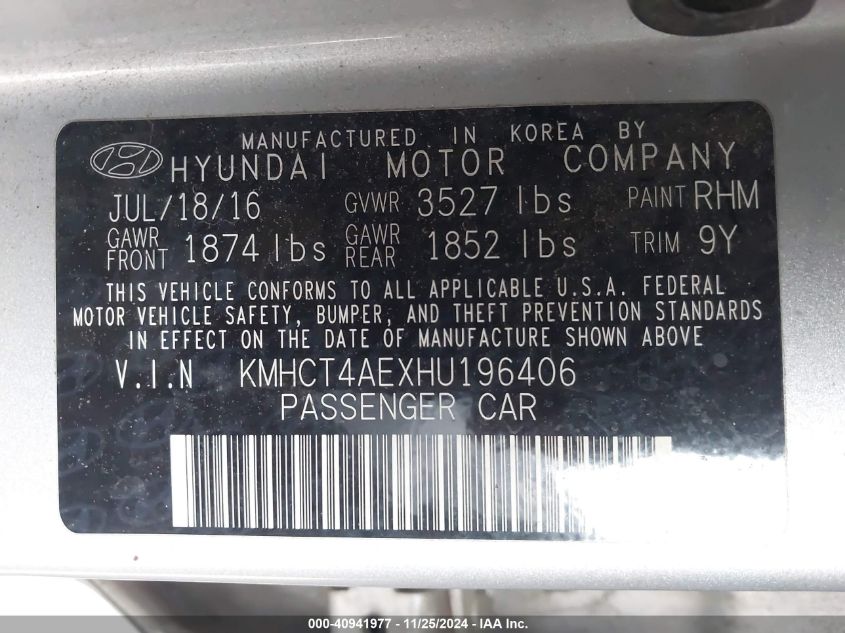 MANUFACTURED IN KOREA BY
HYUNDAI MOTOR COMPANY
JUL/18/16 GVWR 3527 lbs PAINT RHM
GAWR FRONT 1874 lbs GAWR REAR 1852 lbs TRIM 9Y
THIS VEHICLE CONFORMS TO ALL APPLICABLE U.S.A. FEDERAL
MOTOR VEHICLE SAFETY, BUMPER, AND THEFT PREVENTION STANDARDS
IN EFFECT ON THE DATE OF MANUFACTURE SHOWN ABOVE
V.I.N KMHCT4AEXHU196406
PASSENGER CAR
000-40941977 - 11/25/2024 - IAA, Inc.